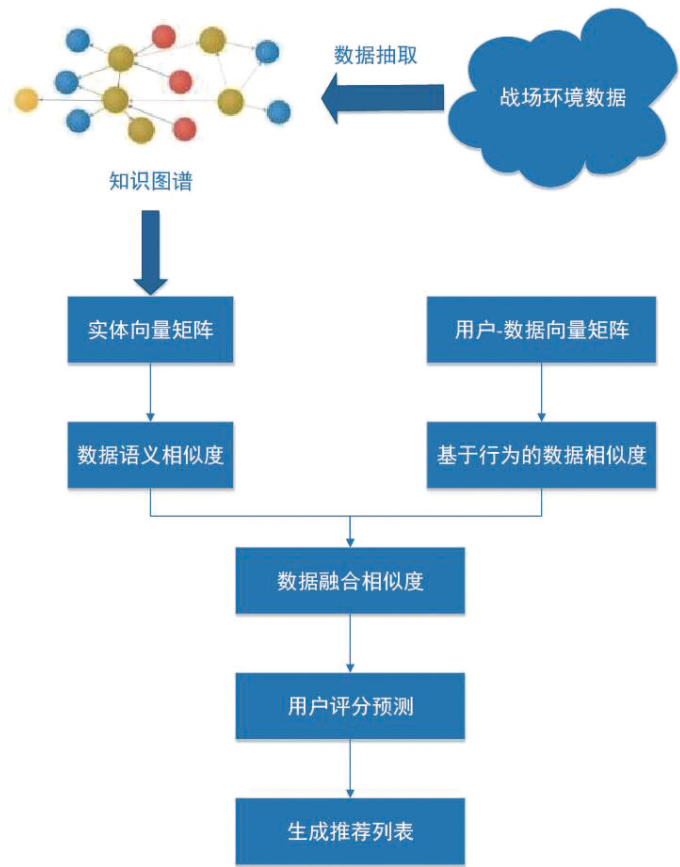 数据抽取
战场环境数据
知识图谱
实体向量矩阵
用户-数据向量矩阵
数据语义相似度
基于行为的数据相似度
数据融合相似度
用户评分预测
生成推荐列表